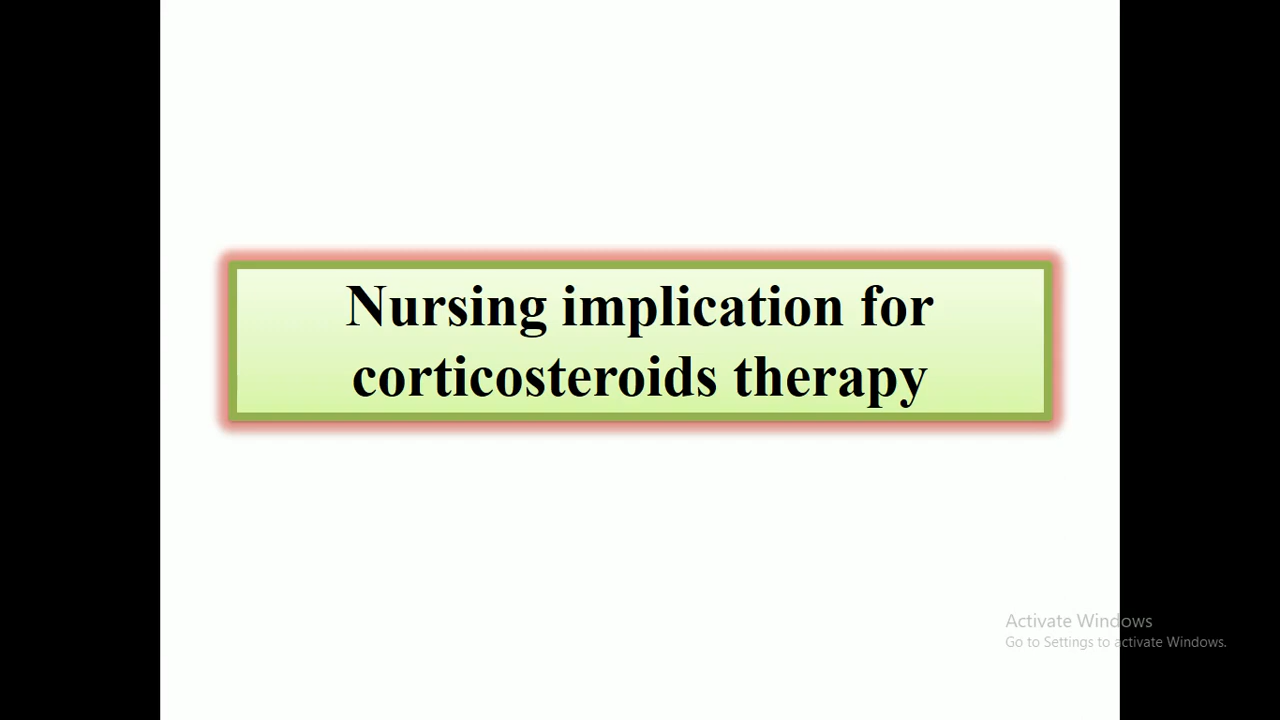 Nursing implication for
corticosteroids therapy
Activate Windows
Go to Settings to activate Windows.